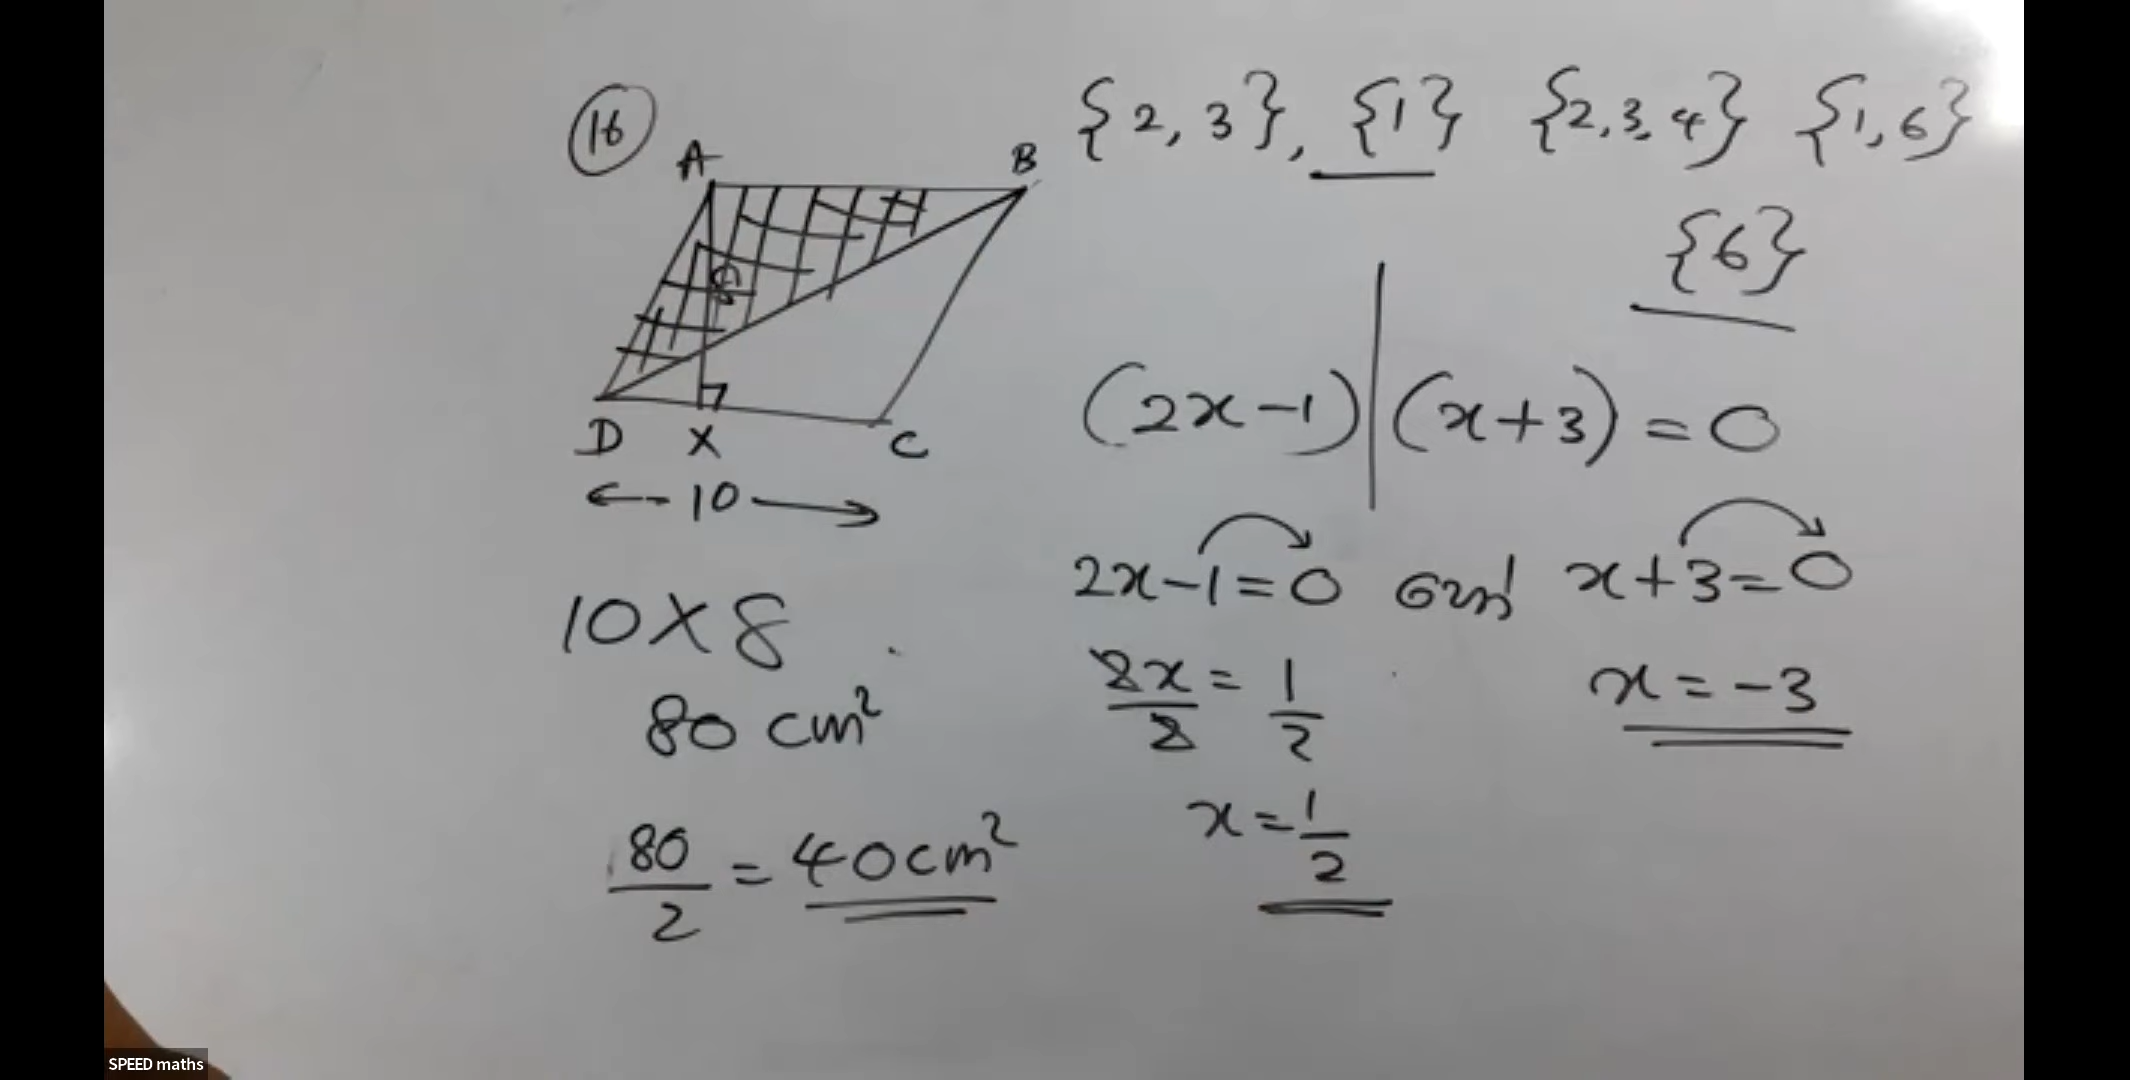 16
{2, 3}, {1} {2, 3, 4} {1, 6}
{6}
A B
8
D X C
10
(2x-1) (x+3) = 0
2x-1=0 හෝ x+3=0
10 X 8
80 cm²
2x/2 = 1/2
x = -3
x = 1/2
80/2 = 40cm²
SPEED maths